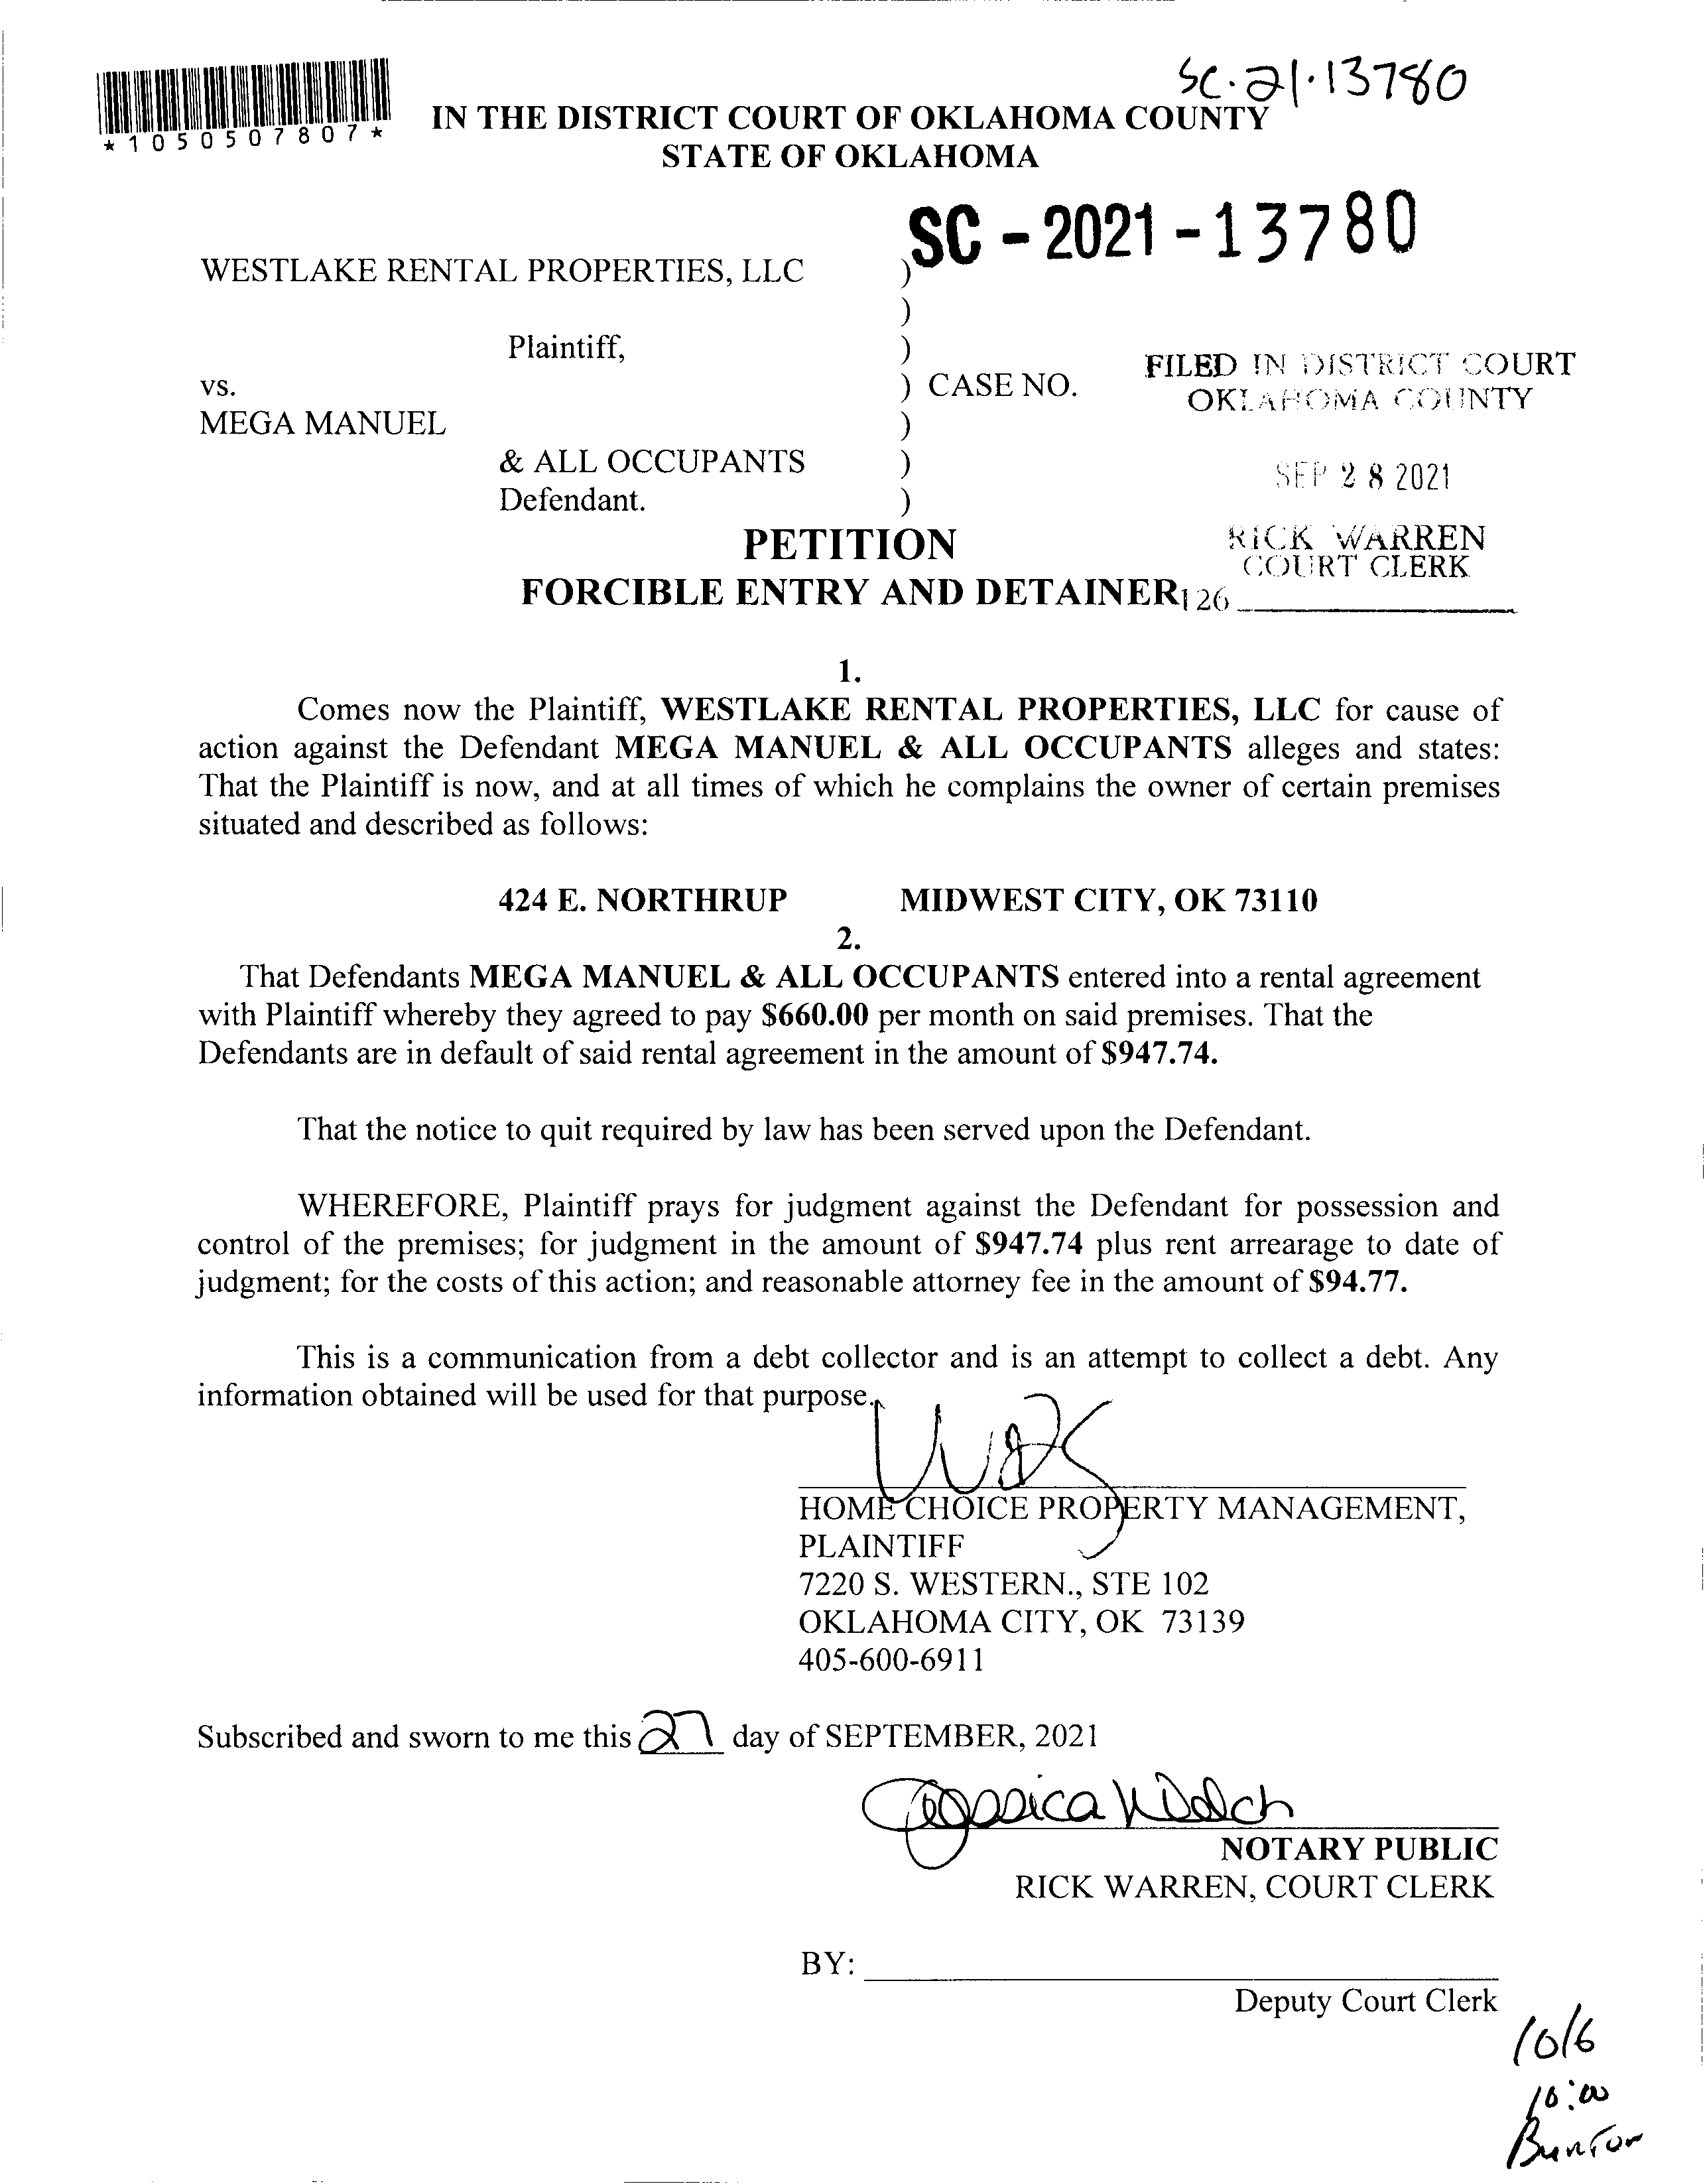 SC-21-13780
*1050507807*
IN THE DISTRICT COURT OF OKLAHOMA COUNTY
STATE OF OKLAHOMA
SC - 2021 - 13780
WESTLAKE RENTAL PROPERTIES, LLC )
)
Plaintiff, )
vs. ) CASE NO.
MEGA MANUEL )
& ALL OCCUPANTS )
Defendant. )
FILED IN DISTRICT COURT
OKLAHOMA COUNTY
SEP 28 2021
RICK WARREN
COURT CLERK
126
PETITION
FORCIBLE ENTRY AND DETAINER
1.
Comes now the Plaintiff, WESTLAKE RENTAL PROPERTIES, LLC for cause of
action against the Defendant MEGA MANUEL & ALL OCCUPANTS alleges and states:
That the Plaintiff is now, and at all times of which he complains the owner of certain premises
situated and described as follows:
424 E. NORTHRUP MIDWEST CITY, OK 73110
2.
That Defendants MEGA MANUEL & ALL OCCUPANTS entered into a rental agreement
with Plaintiff whereby they agreed to pay $660.00 per month on said premises. That the
Defendants are in default of said rental agreement in the amount of $947.74.
That the notice to quit required by law has been served upon the Defendant.
WHEREFORE, Plaintiff prays for judgment against the Defendant for possession and
control of the premises; for judgment in the amount of $947.74 plus rent arrearage to date of
judgment; for the costs of this action; and reasonable attorney fee in the amount of $94.77.
This is a communication from a debt collector and is an attempt to collect a debt. Any
information obtained will be used for that purpose.
HOME CHOICE PROPERTY MANAGEMENT,
PLAINTIFF
7220 S. WESTERN., STE 102
OKLAHOMA CITY, OK 73139
405-600-6911
Subscribed and sworn to me this 27 day of SEPTEMBER, 2021
Jessica Welch
NOTARY PUBLIC
RICK WARREN, COURT CLERK
BY:
Deputy Court Clerk
10/6
10:00